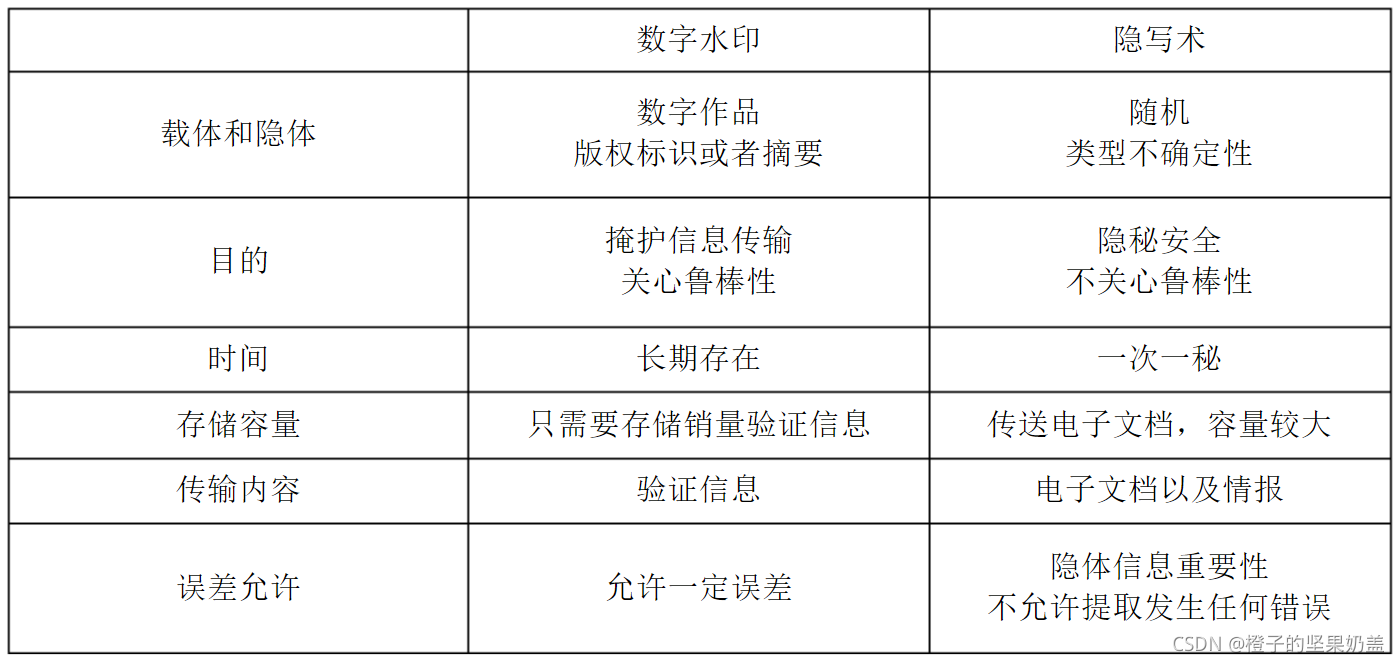 数字水印
隐写术
载体和隐体
数字作品
版权标识或者摘要
随机
类型不确定性
目的
掩护信息传输
关心鲁棒性
隐秘安全
不关心鲁棒性
时间
长期存在
一次一秘
存储容量
只需要存储销量验证信息
传送电子文档，容量较大
传输内容
验证信息
电子文档以及情报
误差允许
允许一定误差
隐体信息重要性
不允许提取发生任何错误
CSDN @橙子的坚果奶盖